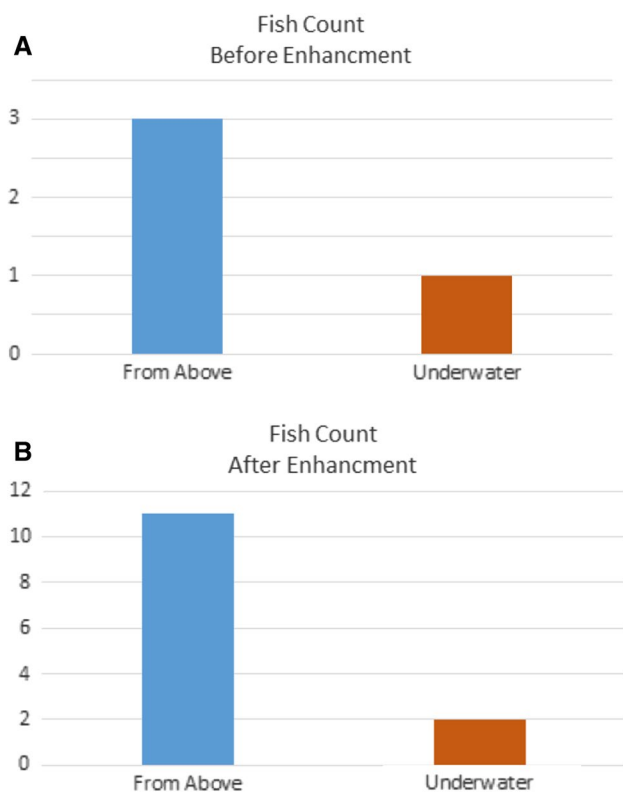 A
Fish Count
Before Enhancment
3
2
1
0
From Above Underwater
B
Fish Count
After Enhancment
12
10
8
6
4
2
0
From Above Underwater